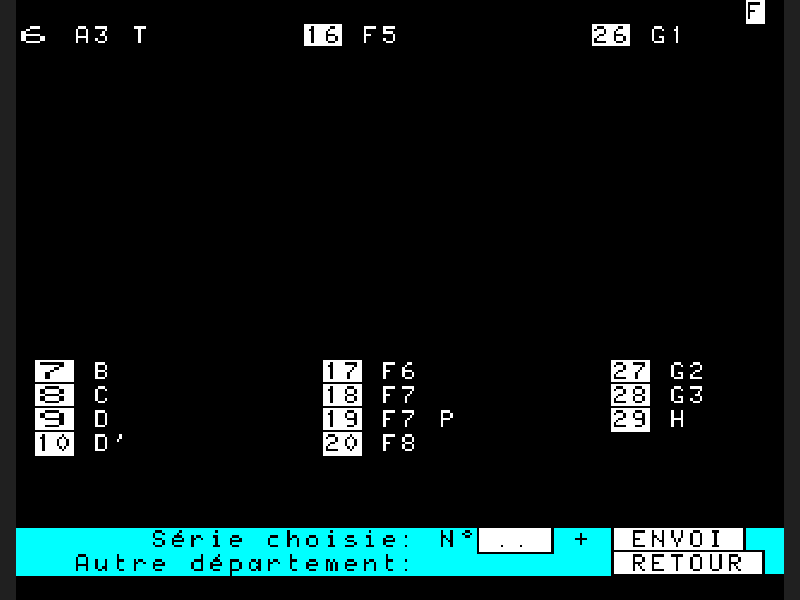 F
6 A3 T 16 F5 26 G1
7 B 17 F6 27 G2
8 C 18 F7 28 G3
9 D 19 F7 P 29 H
10 D' 20 F8
Série choisie: N° .. + ENVOI
Autre département: RETOUR